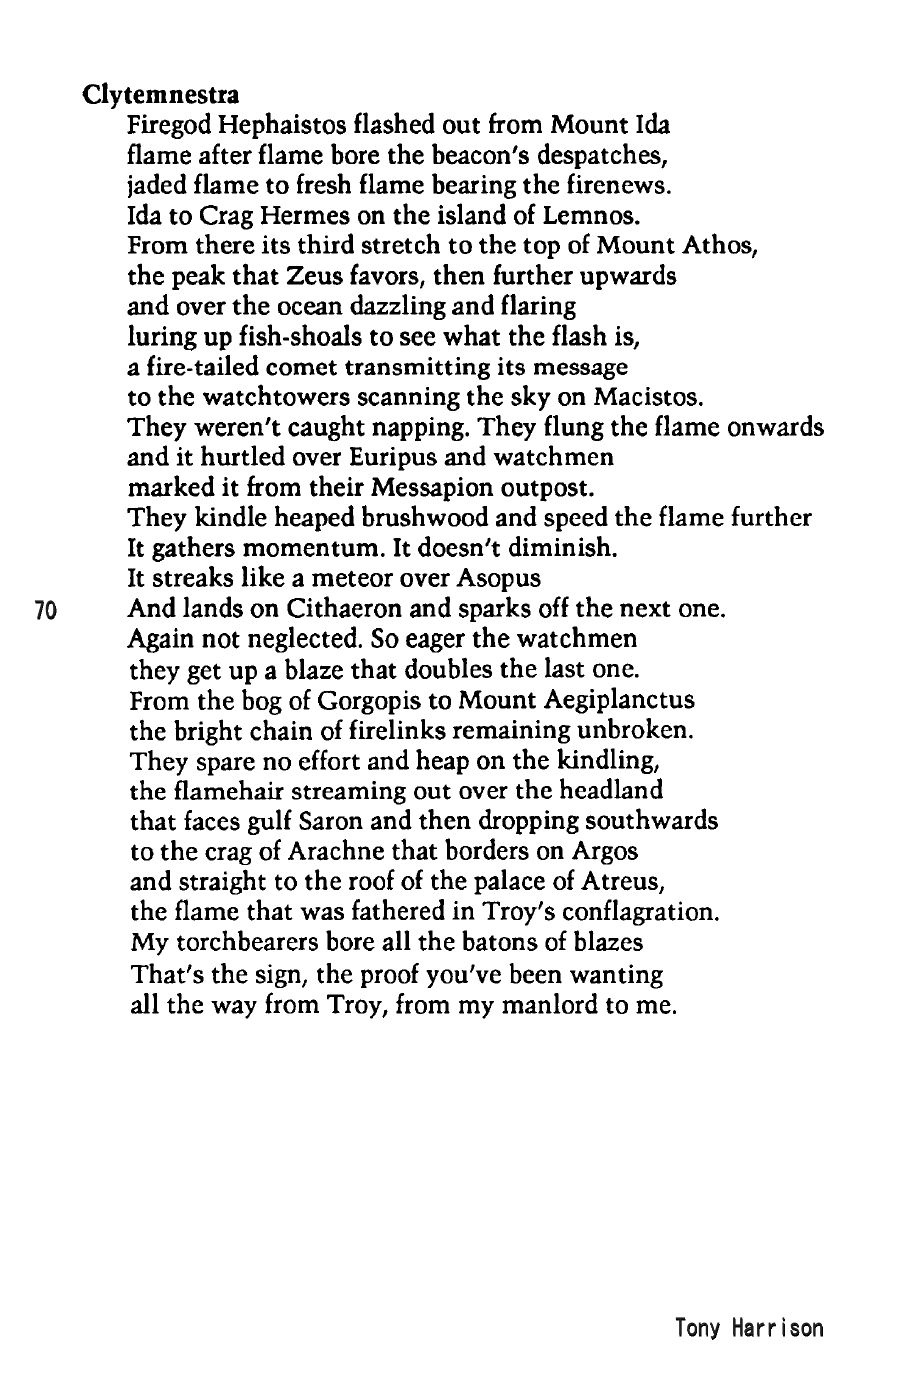 Clytemnestra
Firegod Hephaistos flashed out from Mount Ida
flame after flame bore the beacon's despatches,
jaded flame to fresh flame bearing the firenews.
Ida to Crag Hermes on the island of Lemnos.
From there its third stretch to the top of Mount Athos,
the peak that Zeus favors, then further upwards
and over the ocean dazzling and flaring
luring up fish-shoals to see what the flash is,
a fire-tailed comet transmitting its message
to the watchtowers scanning the sky on Macistos.
They weren't caught napping. They flung the flame onwards
and it hurtled over Euripus and watchmen
marked it from their Messapion outpost.
They kindle heaped brushwood and speed the flame further
It gathers momentum. It doesn't diminish.
It streaks like a meteor over Asopus
70 And lands on Cithaeron and sparks off the next one.
Again not neglected. So eager the watchmen
they get up a blaze that doubles the last one.
From the bog of Gorgopis to Mount Aegiplanctus
the bright chain of firelinks remaining unbroken.
They spare no effort and heap on the kindling,
the flamehair streaming out over the headland
that faces gulf Saron and then dropping southwards
to the crag of Arachne that borders on Argos
and straight to the roof of the palace of Atreus,
the flame that was fathered in Troy's conflagration.
My torchbearers bore all the batons of blazes
That's the sign, the proof you've been wanting
all the way from Troy, from my manlord to me.
Tony Harrison